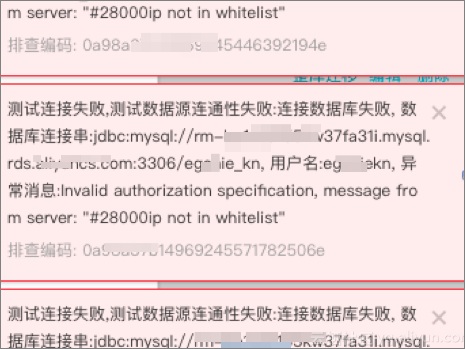 m server: "#28000ip not in whitelist"
排查编码: 0a98a 45446392194e
测试连接失败,测试数据源连通性失败:连接数据库失败, 数
据库连接串:jdbc:mysql://rm- kw37fa31i.mysql.
rds. .com:3306/ _kn, 用户名: ekn, 异
常消息:Invalid authorization specification, message fro
m server: "#28000ip not in whitelist"
排查编码: 14969245571782506e
测试连接失败,测试数据源连通性失败:连接数据库失败, 数
据库连接串:jdbc:mysql://rm- kw37fa31i.mysql.